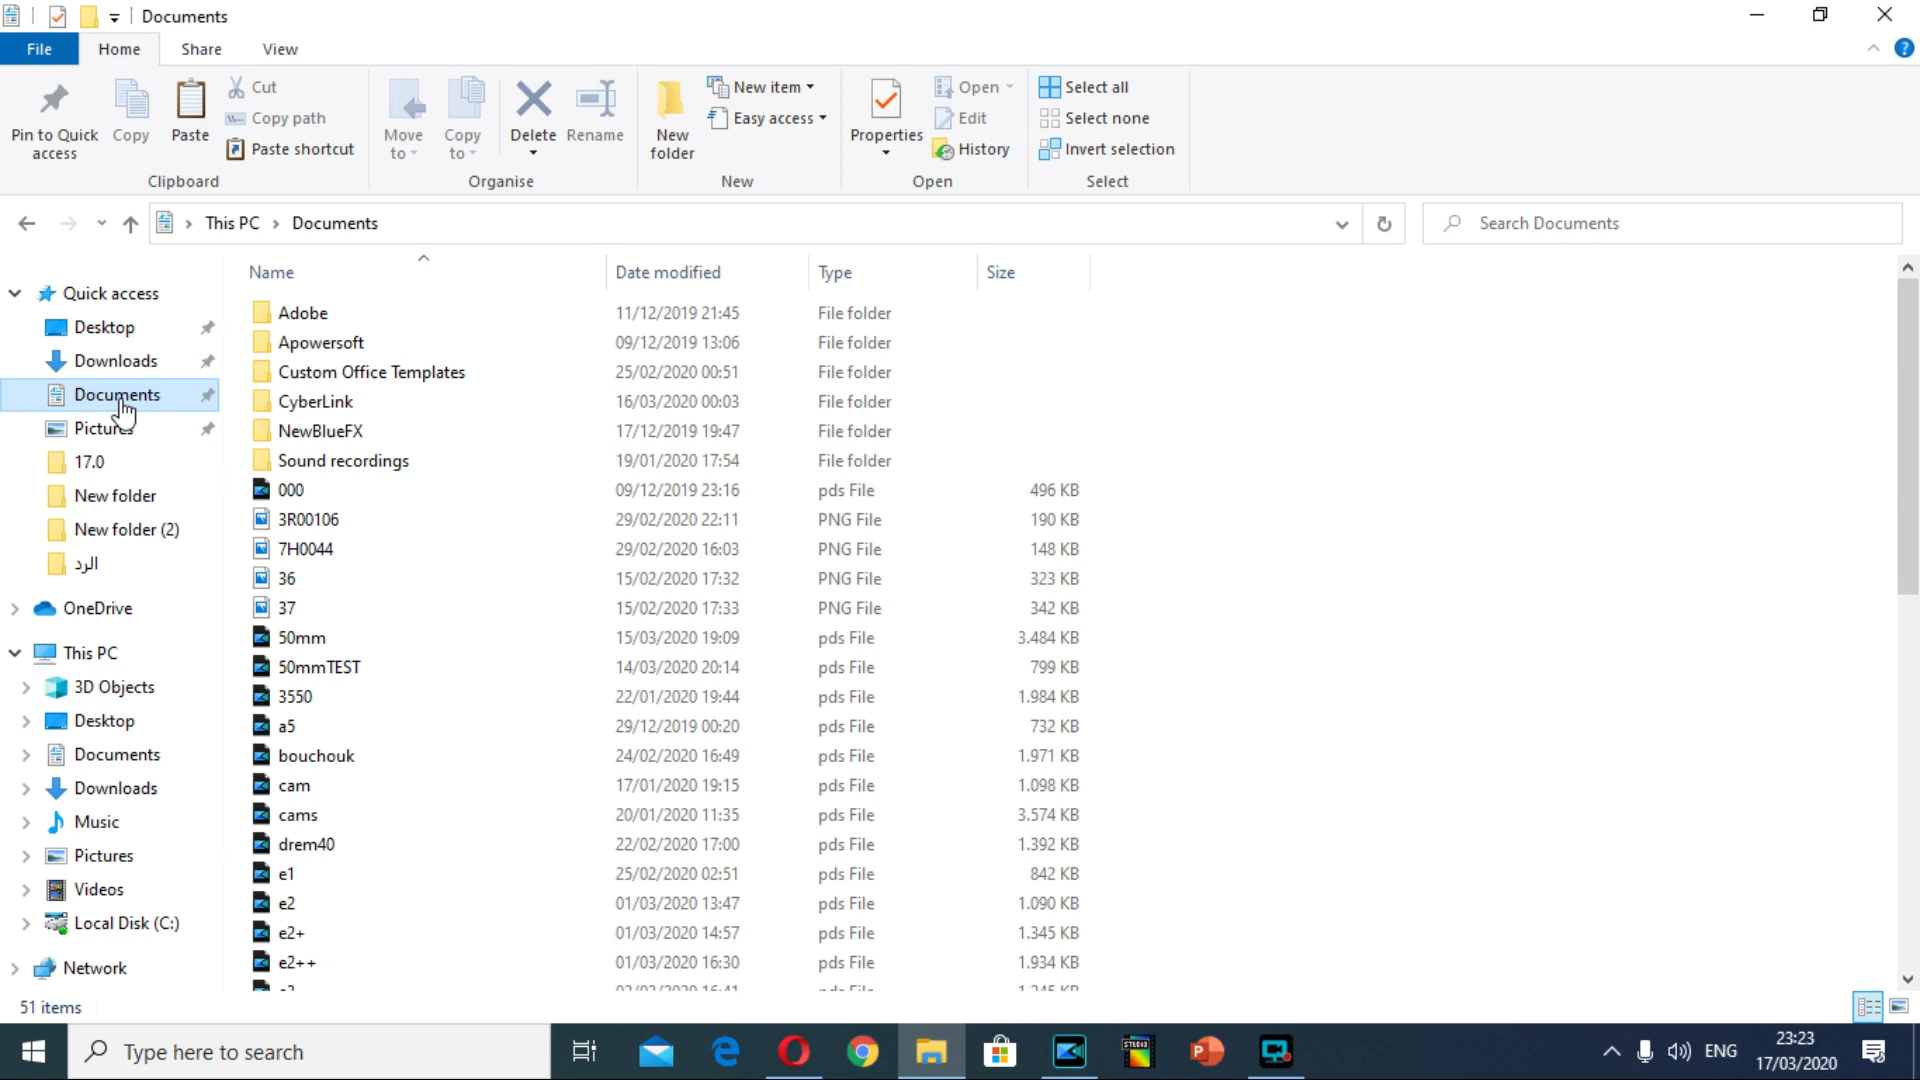 Documents
File Home Share View
Pin to Quick access
Copy
Paste
Cut
Copy path
Paste shortcut
Clipboard
Move to
Copy to
Delete
Rename
Organise
New folder
New item
Easy access
New
Properties
Open
Edit
History
Open
Select all
Select none
Invert selection
Select
This PC > Documents
Search Documents
Quick access
Desktop
Downloads
Documents
Pictures
17.0
New folder
New folder (2)
الرد
OneDrive
This PC
3D Objects
Desktop
Documents
Downloads
Music
Pictures
Videos
Local Disk (C:)
Network
Name Date modified Type Size
Adobe 11/12/2019 21:45 File folder
Apowersoft 09/12/2019 13:06 File folder
Custom Office Templates 25/02/2020 00:51 File folder
CyberLink 16/03/2020 00:03 File folder
NewBlueFX 17/12/2019 19:47 File folder
Sound recordings 19/01/2020 17:54 File folder
000 09/12/2019 23:16 pds File 496 KB
3R00106 29/02/2020 22:11 PNG File 190 KB
7H0044 29/02/2020 16:03 PNG File 148 KB
36 15/02/2020 17:32 PNG File 323 KB
37 15/02/2020 17:33 PNG File 342 KB
50mm 15/03/2020 19:09 pds File 3.484 KB
50mmTEST 14/03/2020 20:14 pds File 799 KB
3550 22/01/2020 19:44 pds File 1.984 KB
a5 29/12/2019 00:20 pds File 732 KB
bouchouk 24/02/2020 16:49 pds File 1.971 KB
cam 17/01/2020 19:15 pds File 1.098 KB
cams 20/01/2020 11:35 pds File 3.574 KB
drem40 22/02/2020 17:00 pds File 1.392 KB
e1 25/02/2020 02:51 pds File 842 KB
e2 01/03/2020 13:47 pds File 1.090 KB
e2+ 01/03/2020 14:57 pds File 1.345 KB
e2++ 01/03/2020 16:30 pds File 1.934 KB
51 items
Type here to search
STUDIO
ENG
23:23
17/03/2020